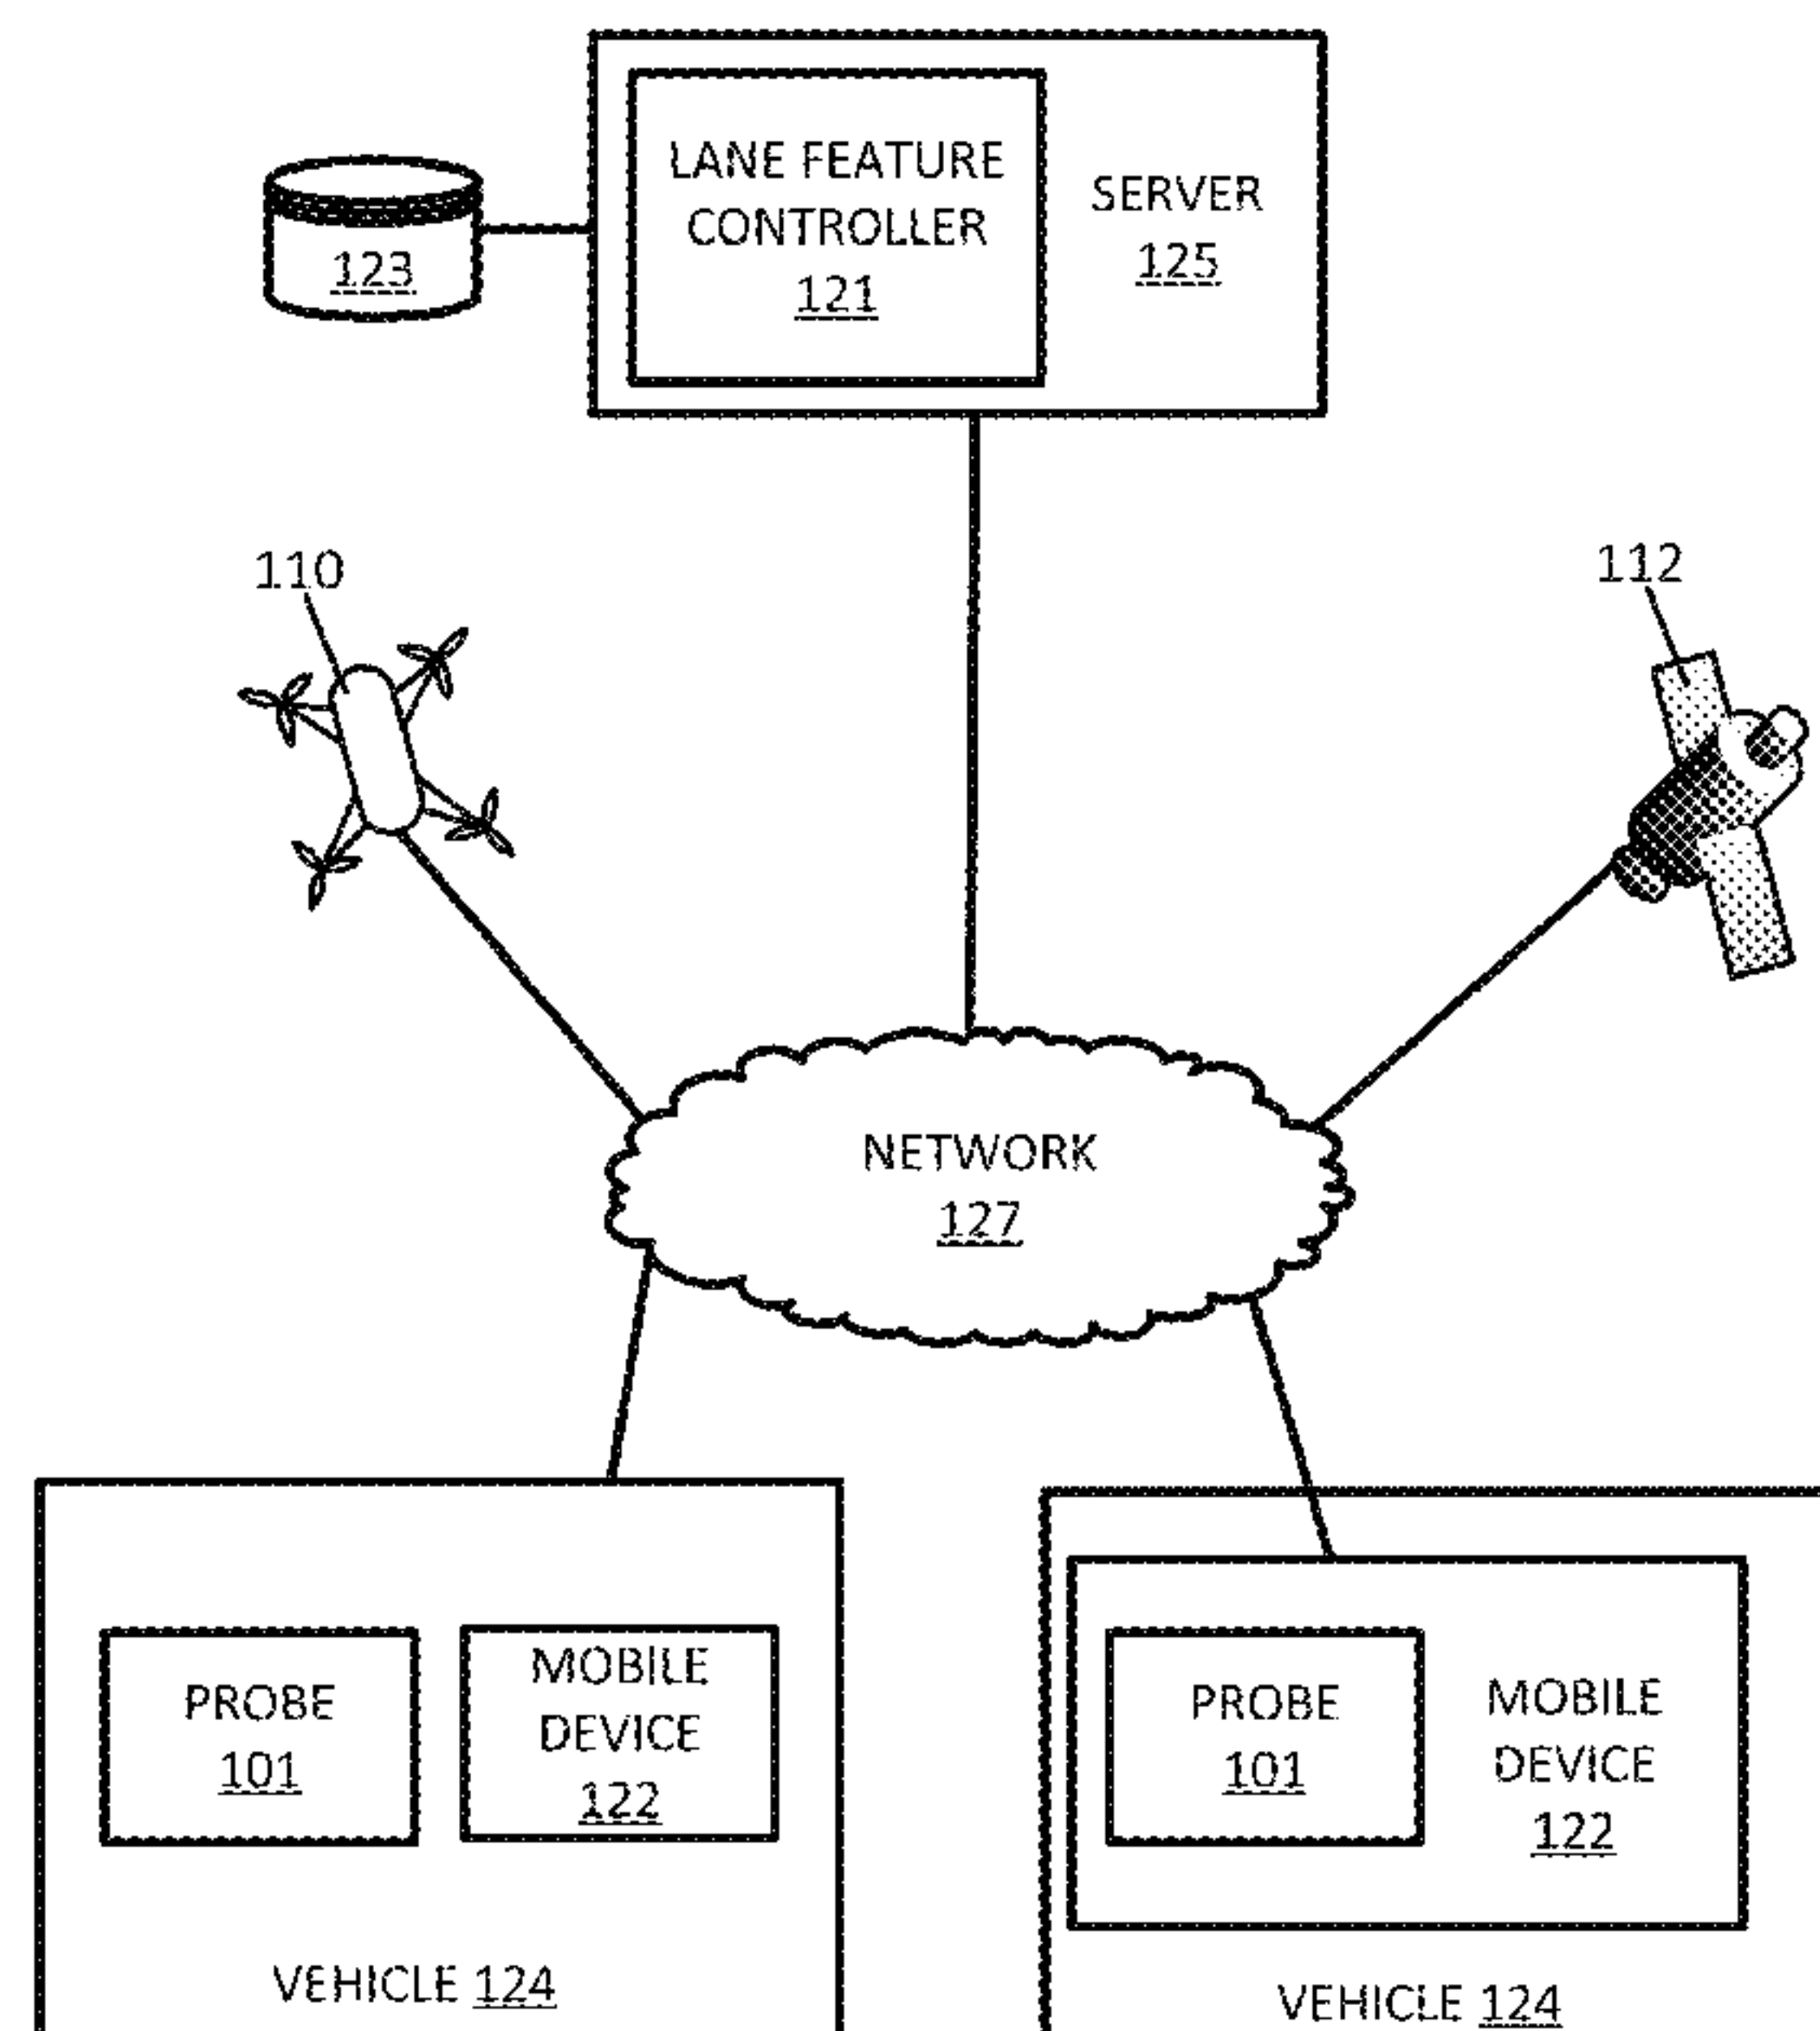 LANE FEATURE
CONTROLLER
121
SERVER
125
123
110
112
NETWORK
127
PROBE
101
MOBILE
DEVICE
122
VEHICLE 124
PROBE
101
MOBILE
DEVICE
122
VEHICLE 124